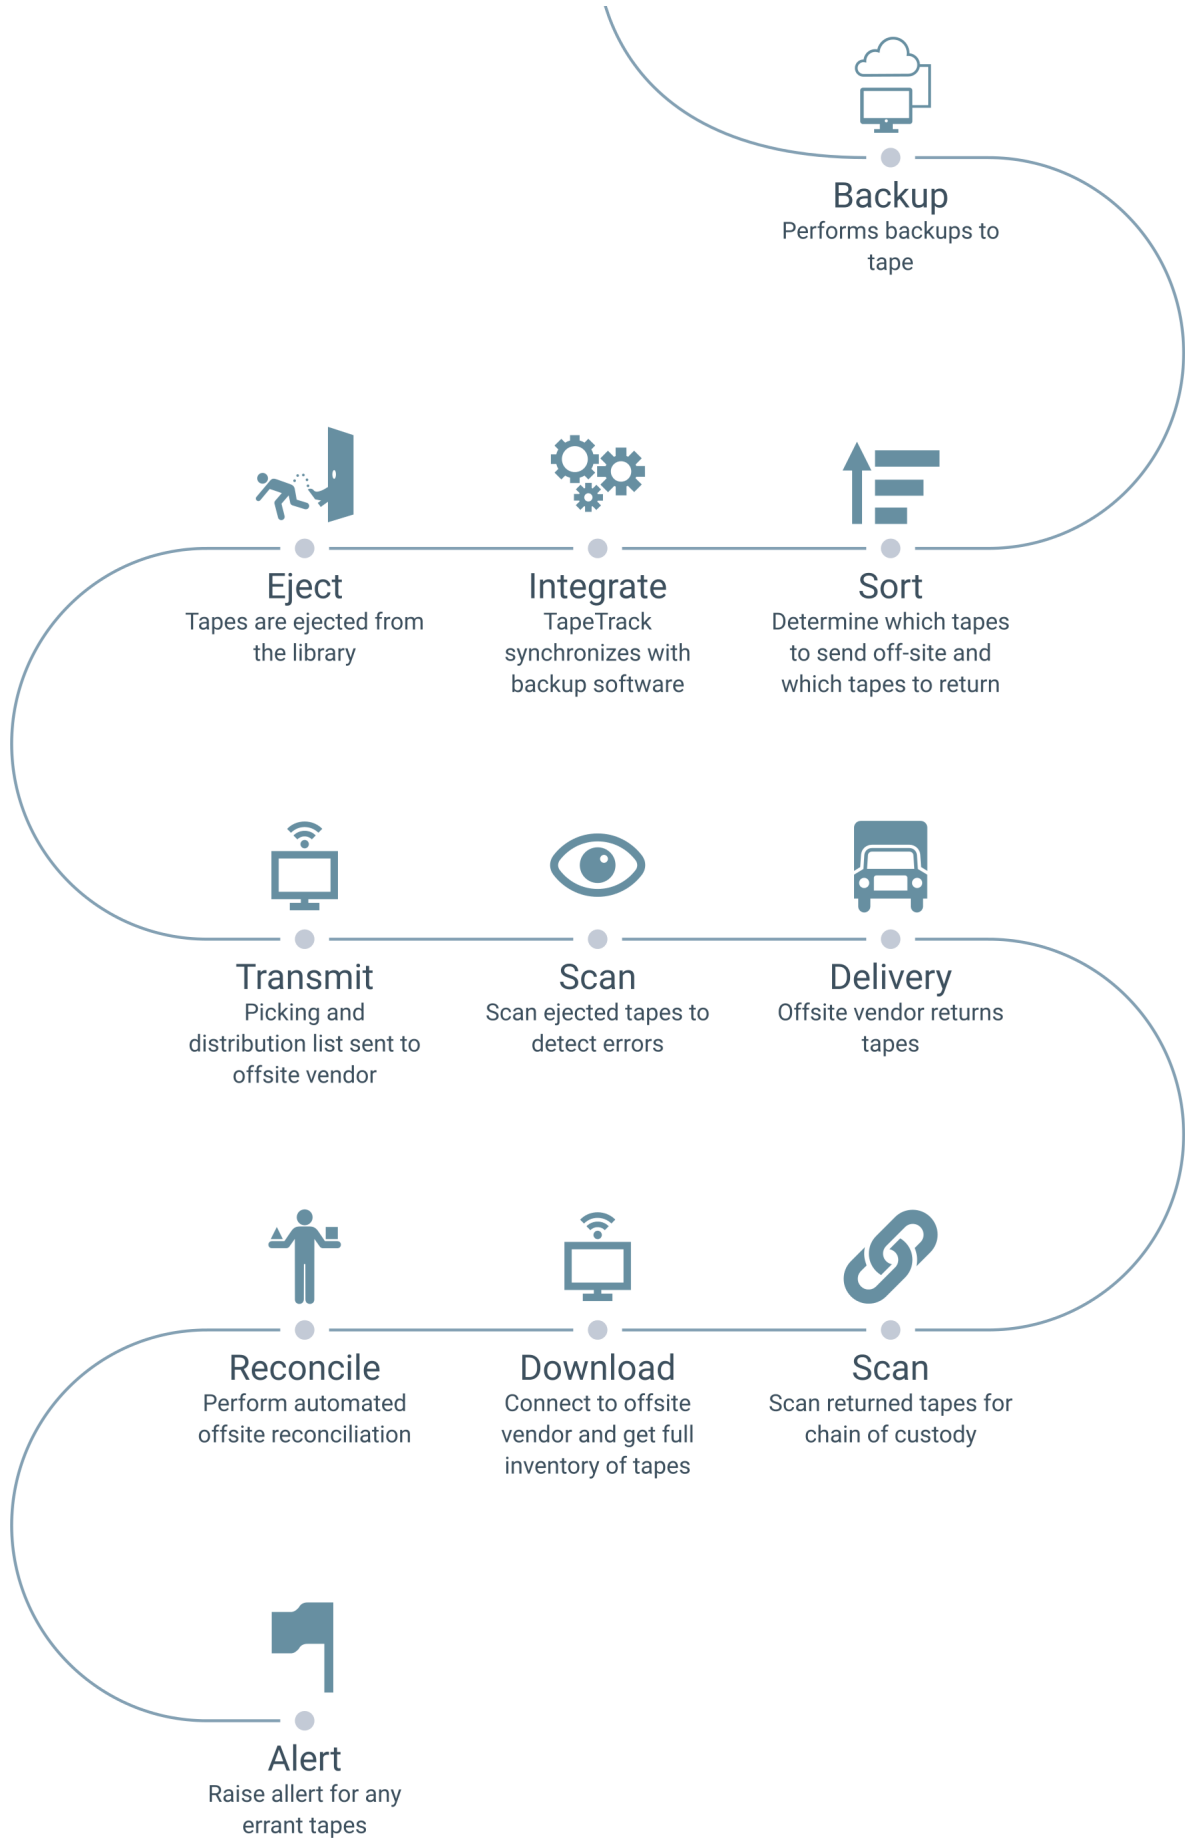 Backup
Performs backups to
tape
Eject
Tapes are ejected from
the library
Integrate
TapeTrack
synchronizes with
backup software
Sort
Determine which tapes
to send off-site and
which tapes to return
Transmit
Picking and
distribution list sent to
offsite vendor
Scan
Scan ejected tapes to
detect errors
Delivery
Offsite vendor returns
tapes
Reconcile
Perform automated
offsite reconciliation
Download
Connect to offsite
vendor and get full
inventory of tapes
Scan
Scan returned tapes for
chain of custody
Alert
Raise allert for any
errant tapes